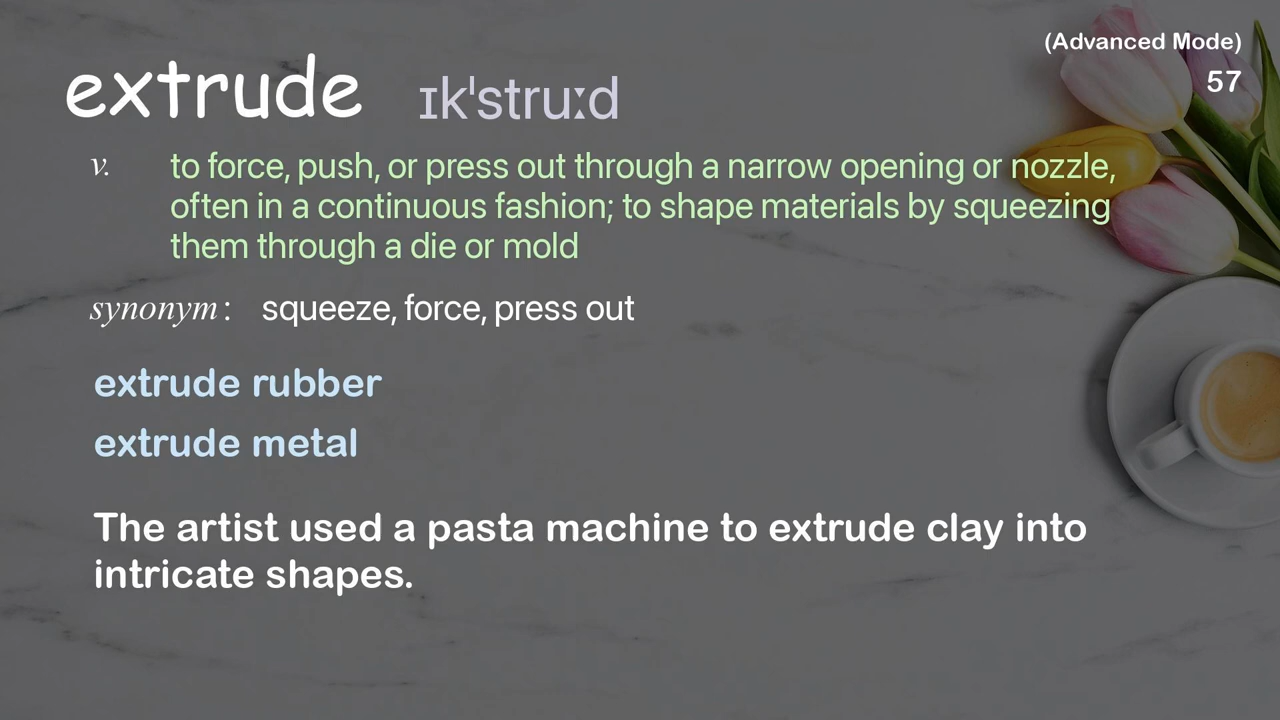 (Advanced Mode)
extrude ɪkˈstruːd
57
v. to force, push, or press out through a narrow opening or nozzle,
often in a continuous fashion; to shape materials by squeezing
them through a die or mold
synonym: squeeze, force, press out
extrude rubber
extrude metal
The artist used a pasta machine to extrude clay into
intricate shapes.